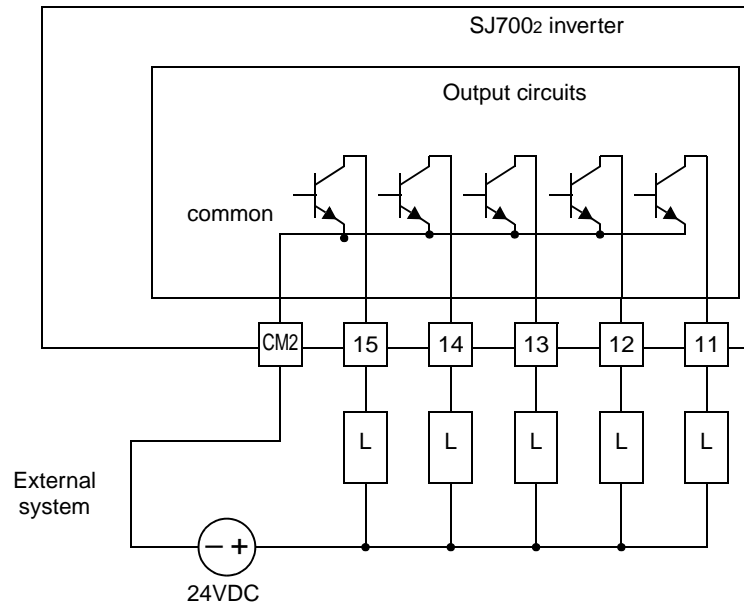 SJ7002 inverter
Output circuits
common
CM2 15 14 13 12 11
L L L L L
External
system
− +
24VDC